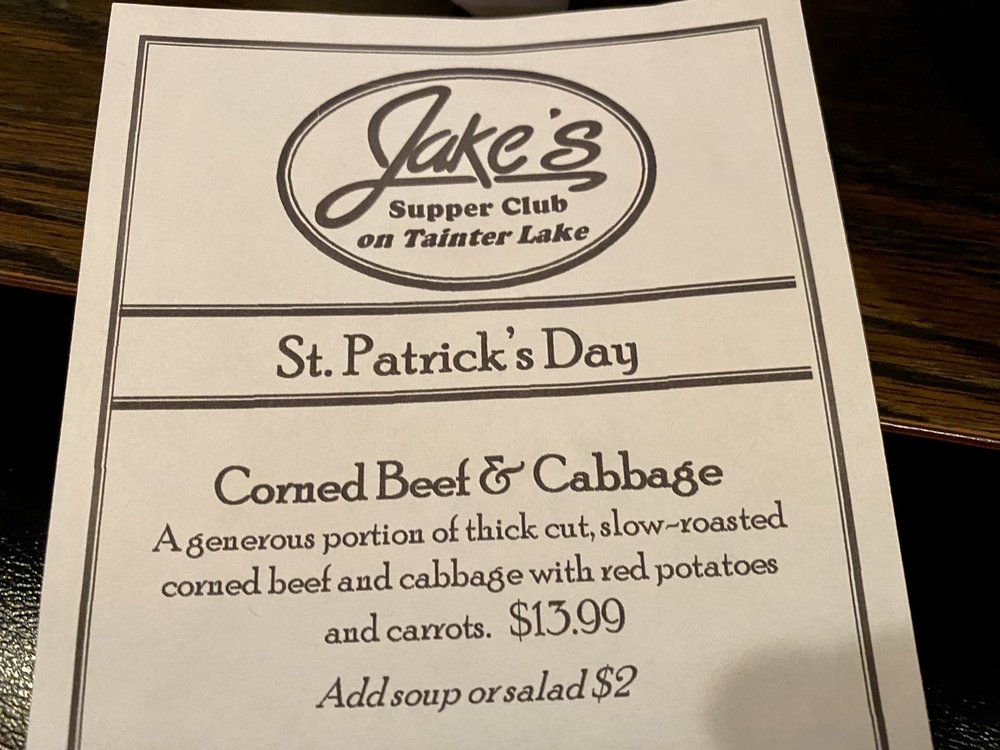 Jake's
Supper Club
on Tainter Lake
St. Patrick's Day
Corned Beef & Cabbage
A generous portion of thick cut, slow-roasted
corned beef and cabbage with red potatoes
and carrots. $13.99
Add soup or salad $2